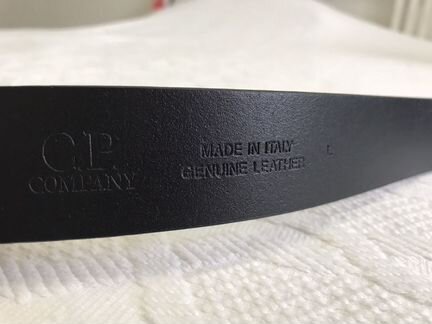 C.P.
COMPANY
MADE IN ITALY
GENUINE LEATHER
L